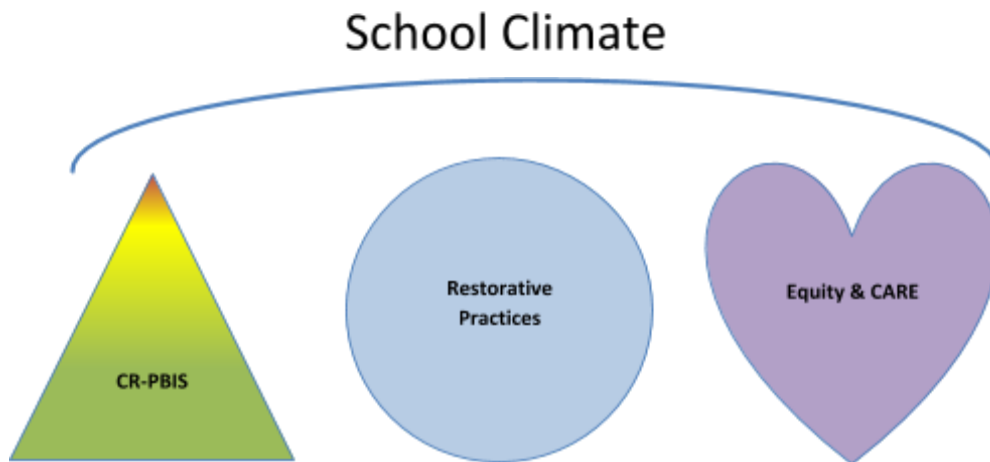 School Climate
CR-PBIS
Restorative
Practices
Equity & CARE